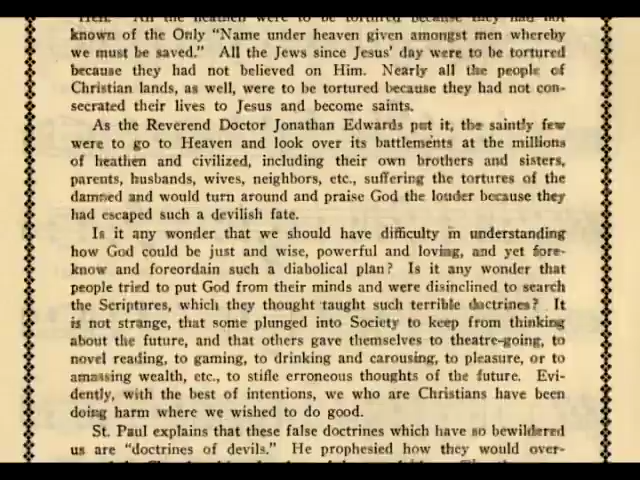 Hell. All the heathen were to be tortured because they had not
known of the Only "Name under heaven given amongst men whereby
we must be saved." All the Jews since Jesus' day were to be tortured
because they had not believed on Him. Nearly all the people of
Christian lands, as well, were to be tortured because they had not con-
secrated their lives to Jesus and become saints.
As the Reverend Doctor Jonathan Edwards put it, the saintly few
were to go to Heaven and look over its battlements at the millions
of heathen and civilized, including their own brothers and sisters,
parents, husbands, wives, neighbors, etc., suffering the tortures of the
damned and would turn around and praise God the louder because they
had escaped such a devilish fate.
Is it any wonder that we should have difficulty in understanding
how God could be just and wise, powerful and loving, and yet fore-
know and foreordain such a diabolical plan? Is it any wonder that
people tried to put God from their minds and were disinclined to search
the Scriptures, which they thought taught such terrible doctrines? It
is not strange, that some plunged into Society to keep from thinking
about the future, and that others gave themselves to theatre-going, to
novel reading, to gaming, to drinking and carousing, to pleasure, or to
amassing wealth, etc., to stifle erroneous thoughts of the future. Evi-
dently, with the best of intentions, we who are Christians have been
doing harm where we wished to do good.
St. Paul explains that these false doctrines which have so bewildered
us are "doctrines of devils." He prophesied how they would over-